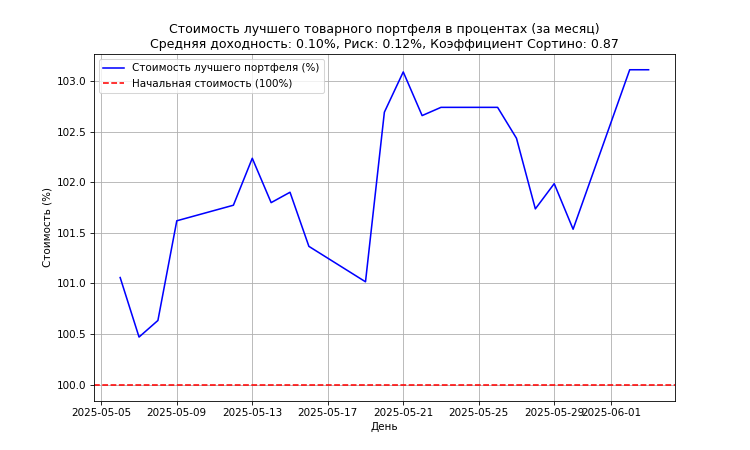 Стоимость лучшего товарного портфеля в процентах (за месяц)
Средняя доходность: 0.10%, Риск: 0.12%, Коэффициент Сортино: 0.87
Стоимость лучшего портфеля (%)
Начальная стоимость (100%)
Стоимость (%)
103.0
102.5
102.0
101.5
101.0
100.5
100.0
2025-05-05 2025-05-09 2025-05-13 2025-05-17 2025-05-21 2025-05-25 2025-05-29 2025-06-01
День